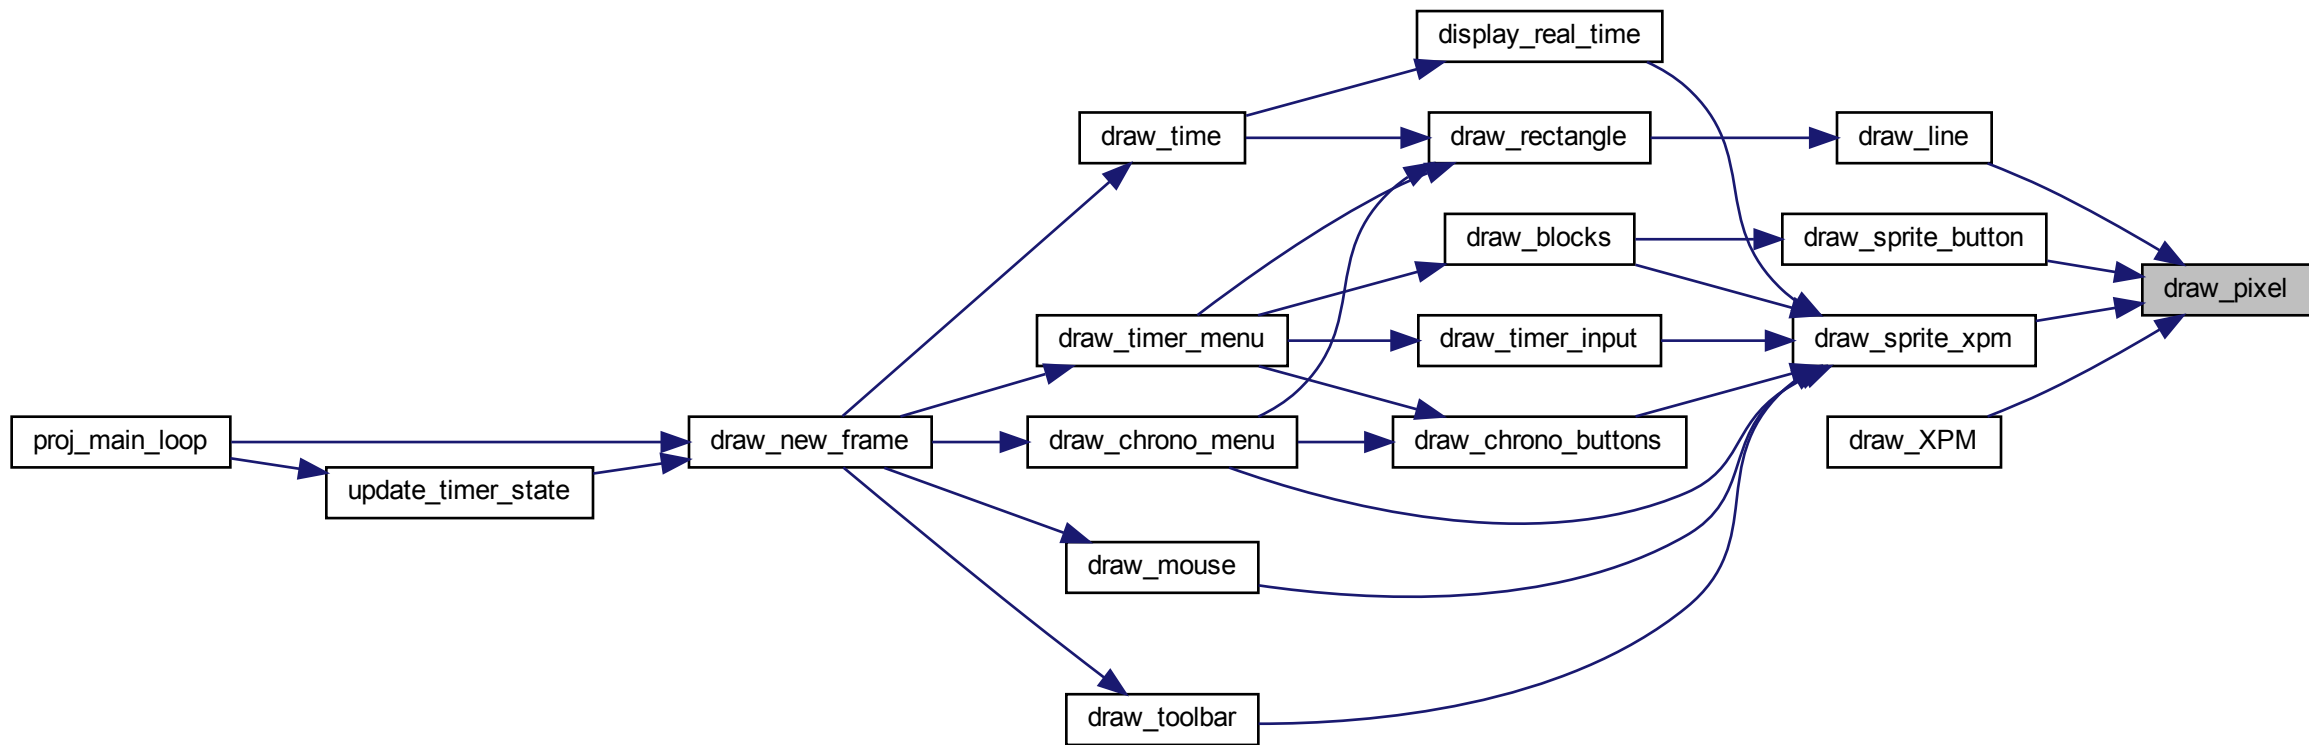 display_real_time
draw_time
draw_rectangle
draw_line
draw_blocks
draw_sprite_button
draw_pixel
draw_timer_menu
draw_timer_input
draw_sprite_xpm
proj_main_loop
draw_new_frame
draw_chrono_menu
draw_chrono_buttons
draw_XPM
update_timer_state
draw_mouse
draw_toolbar